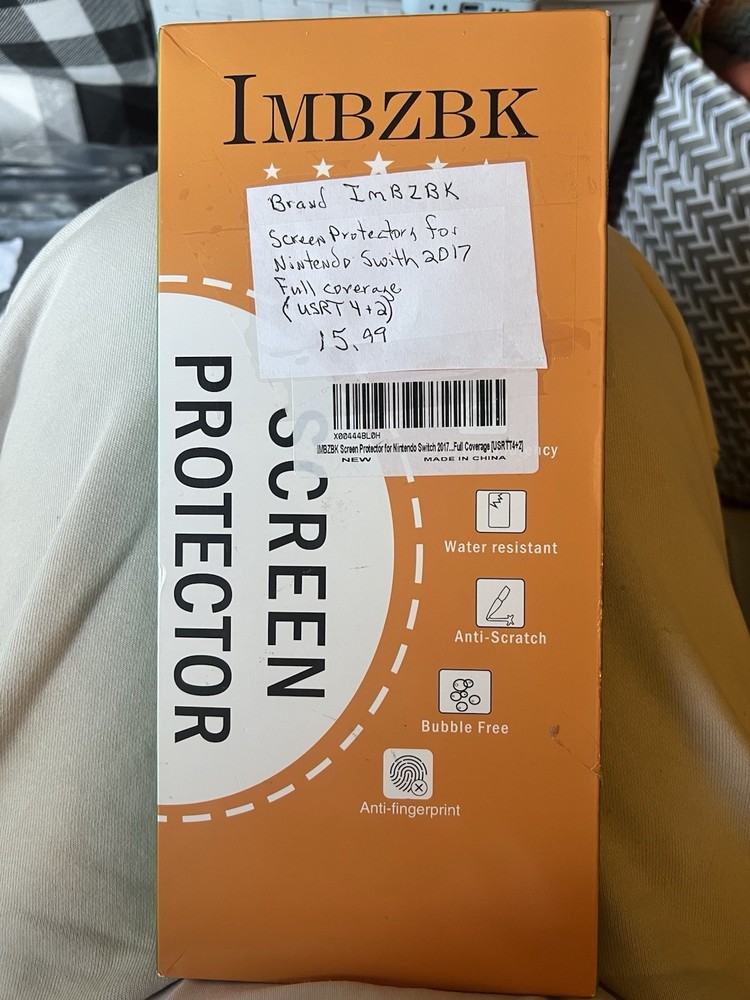 IMBZBK
Brand ImBZBK
Screen Protectors for
Nintendo Swith 2017
Full coverage
(USRT 4+2)
15.99
X004448L0H
IMBZBK Screen Protector for Nintendo Switch 2017...Full Coverage [USRTT4+2]
NEW MADE IN CHINA
ncy
SCREEN
PROTECTOR
Water resistant
Anti-Scratch
Bubble Free
Anti-fingerprint